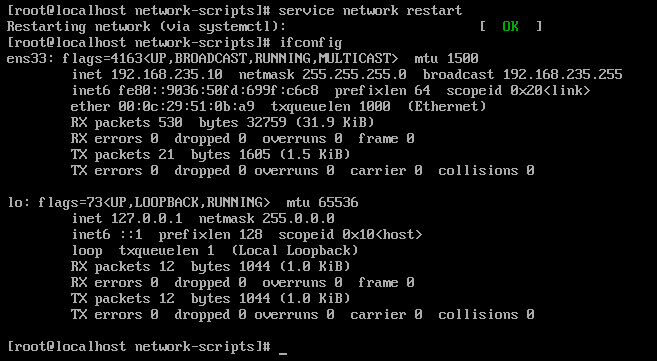 [root@localhost network-scripts]# service network restart
Restarting network (via systemctl):                        [  OK  ]
[root@localhost network-scripts]# ifconfig
ens33: flags=4163<UP,BROADCAST,RUNNING,MULTICAST>  mtu 1500
        inet 192.168.235.10  netmask 255.255.255.0  broadcast 192.168.235.255
        inet6 fe80::9036:50fd:699f:c6c8  prefixlen 64  scopeid 0x20<link>
        ether 00:0c:29:51:0b:a9  txqueuelen 1000  (Ethernet)
        RX packets 530  bytes 32759 (31.9 KiB)
        RX errors 0  dropped 0  overruns 0  frame 0
        TX packets 21  bytes 1605 (1.5 KiB)
        TX errors 0  dropped 0 overruns 0  carrier 0  collisions 0

lo: flags=73<UP,LOOPBACK,RUNNING>  mtu 65536
        inet 127.0.0.1  netmask 255.0.0.0
        inet6 ::1  prefixlen 128  scopeid 0x10<host>
        loop  txqueuelen 1  (Local Loopback)
        RX packets 12  bytes 1044 (1.0 KiB)
        RX errors 0  dropped 0  overruns 0  frame 0
        TX packets 12  bytes 1044 (1.0 KiB)
        TX errors 0  dropped 0 overruns 0  carrier 0  collisions 0

[root@localhost network-scripts]# _